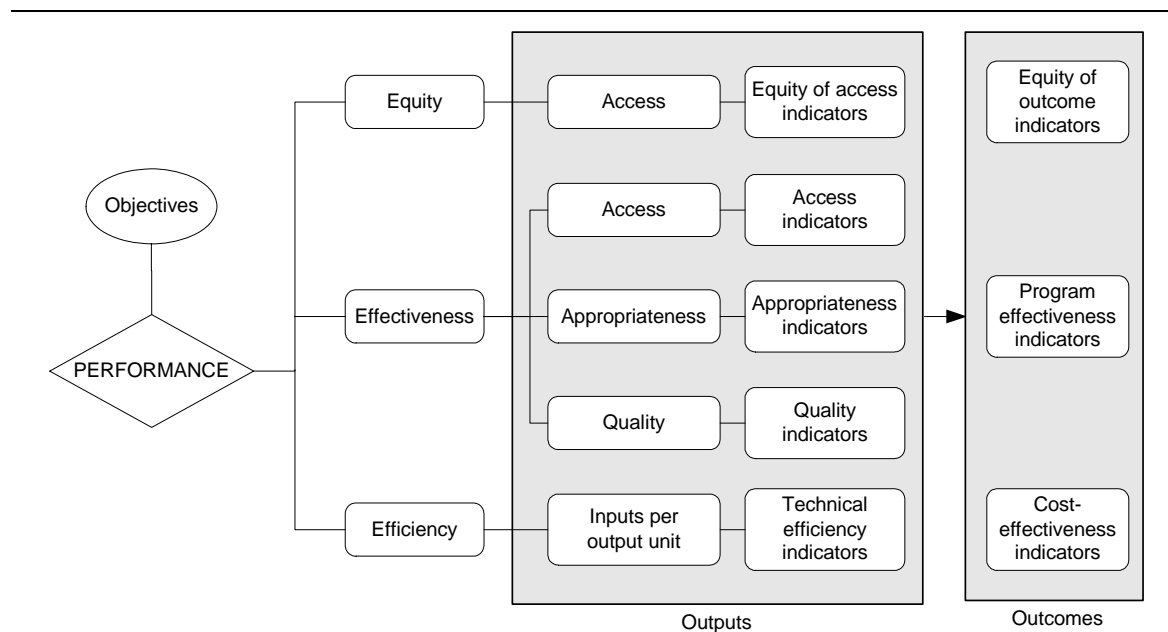 Objectives
PERFORMANCE
Equity
Effectiveness
Efficiency
Access
Equity of access
indicators
Access
Access
indicators
Appropriateness
Appropriateness
indicators
Quality
Quality
indicators
Inputs per
output unit
Technical
efficiency
indicators
Outputs
Equity of
outcome
indicators
Program
effectiveness
indicators
Cost-
effectiveness
indicators
Outcomes